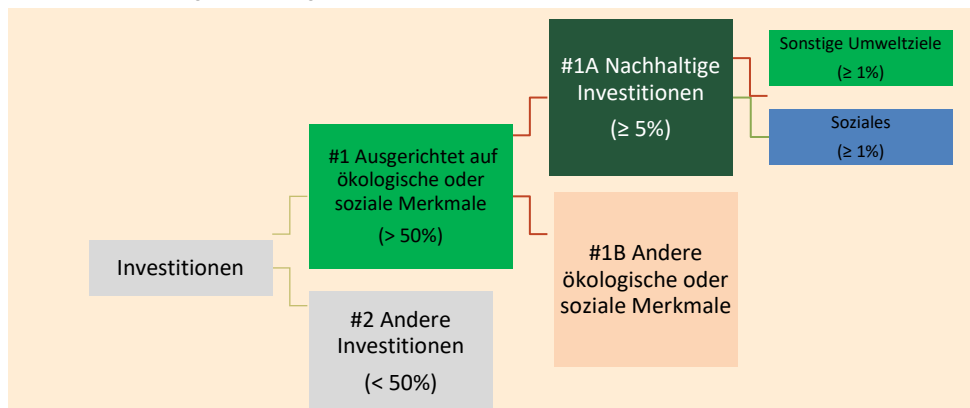 Investitionen
#1 Ausgerichtet auf
ökologische oder
soziale Merkmale
(> 50%)
#2 Andere
Investitionen
(< 50%)
#1A Nachhaltige
Investitionen
(≥ 5%)
#1B Andere
ökologische oder
soziale Merkmale
Sonstige Umweltziele
(≥ 1%)
Soziales
(≥ 1%)